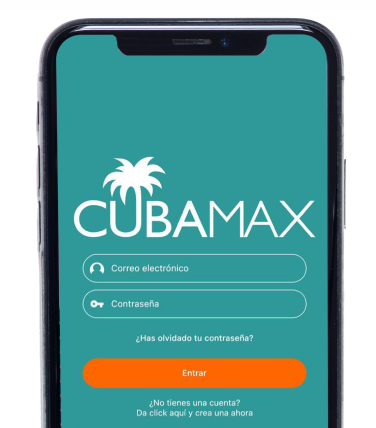 CUBAMAX
Correo electrónico
Contraseña
¿Has olvidado tu contraseña?
Entrar
¿No tienes una cuenta?
Da click aquí y crea una ahora